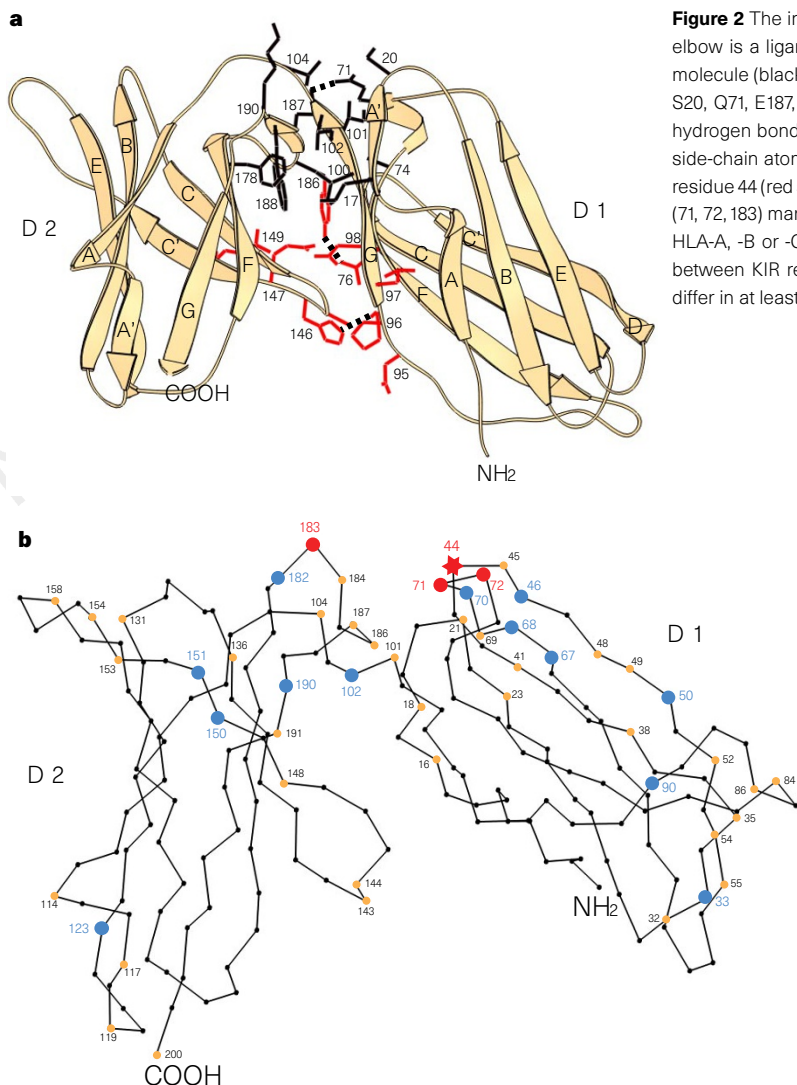 a
Figure 2 The in
elbow is a ligan
molecule (black
S20, Q71, E187,
hydrogen bond
side-chain aton
residue 44 (red
(71, 72, 183) mar
HLA-A, -B or -C
between KIR re
differ in at least
104
71
20
190
187
A'
101
102
E
B
178
186
100
74
17
188
D 2
D 1
C
149
98
C'
G
C
C'
76
A
F
147
97
F
A
B
E
G
96
A'
146
D
95
COOH
NH2
b
183
44
45
71
72
182
184
70
46
158
154
104
187
68
131
21
69
D 1
186
101
136
48
153
151
41
67
49
190
102
23
50
18
150
38
191
D 2
16
52
148
90
86
84
35
54
144
55
114
143
NH2
32
33
123
117
119
200
COOH